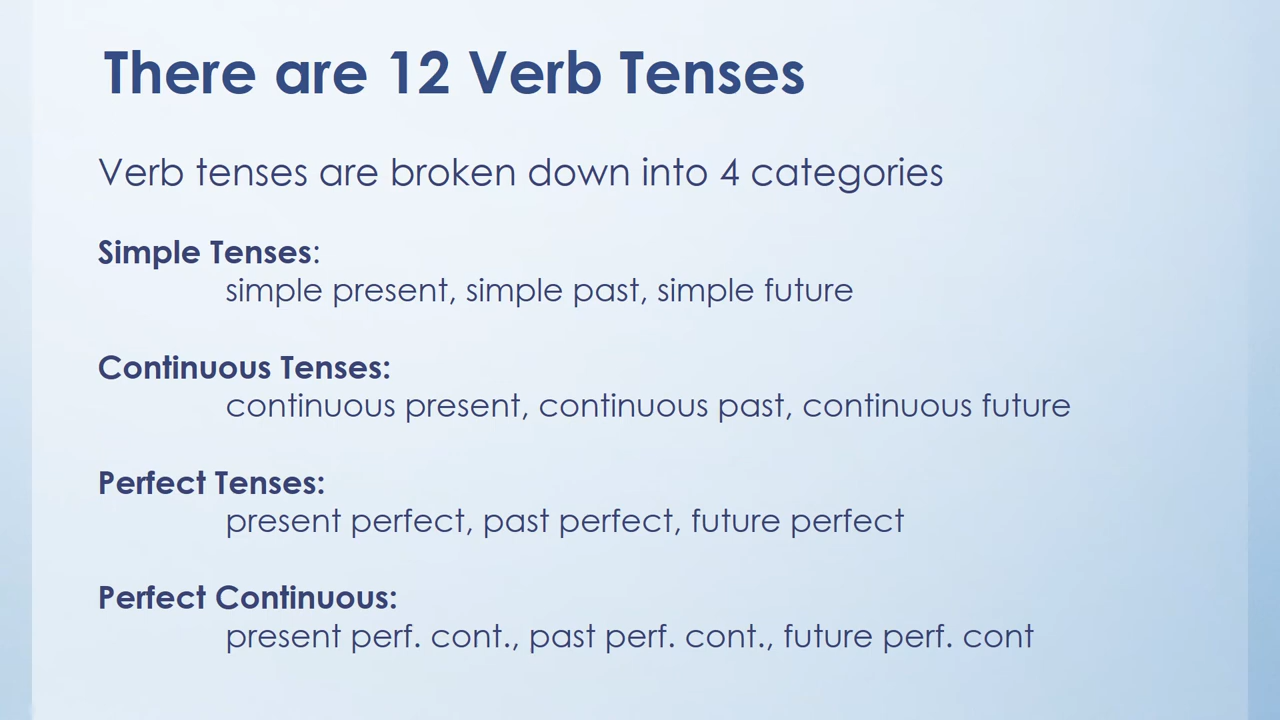 There are 12 Verb Tenses
Verb tenses are broken down into 4 categories
Simple Tenses:
simple present, simple past, simple future
Continuous Tenses:
continuous present, continuous past, continuous future
Perfect Tenses:
present perfect, past perfect, future perfect
Perfect Continuous:
present perf. cont., past perf. cont., future perf. cont